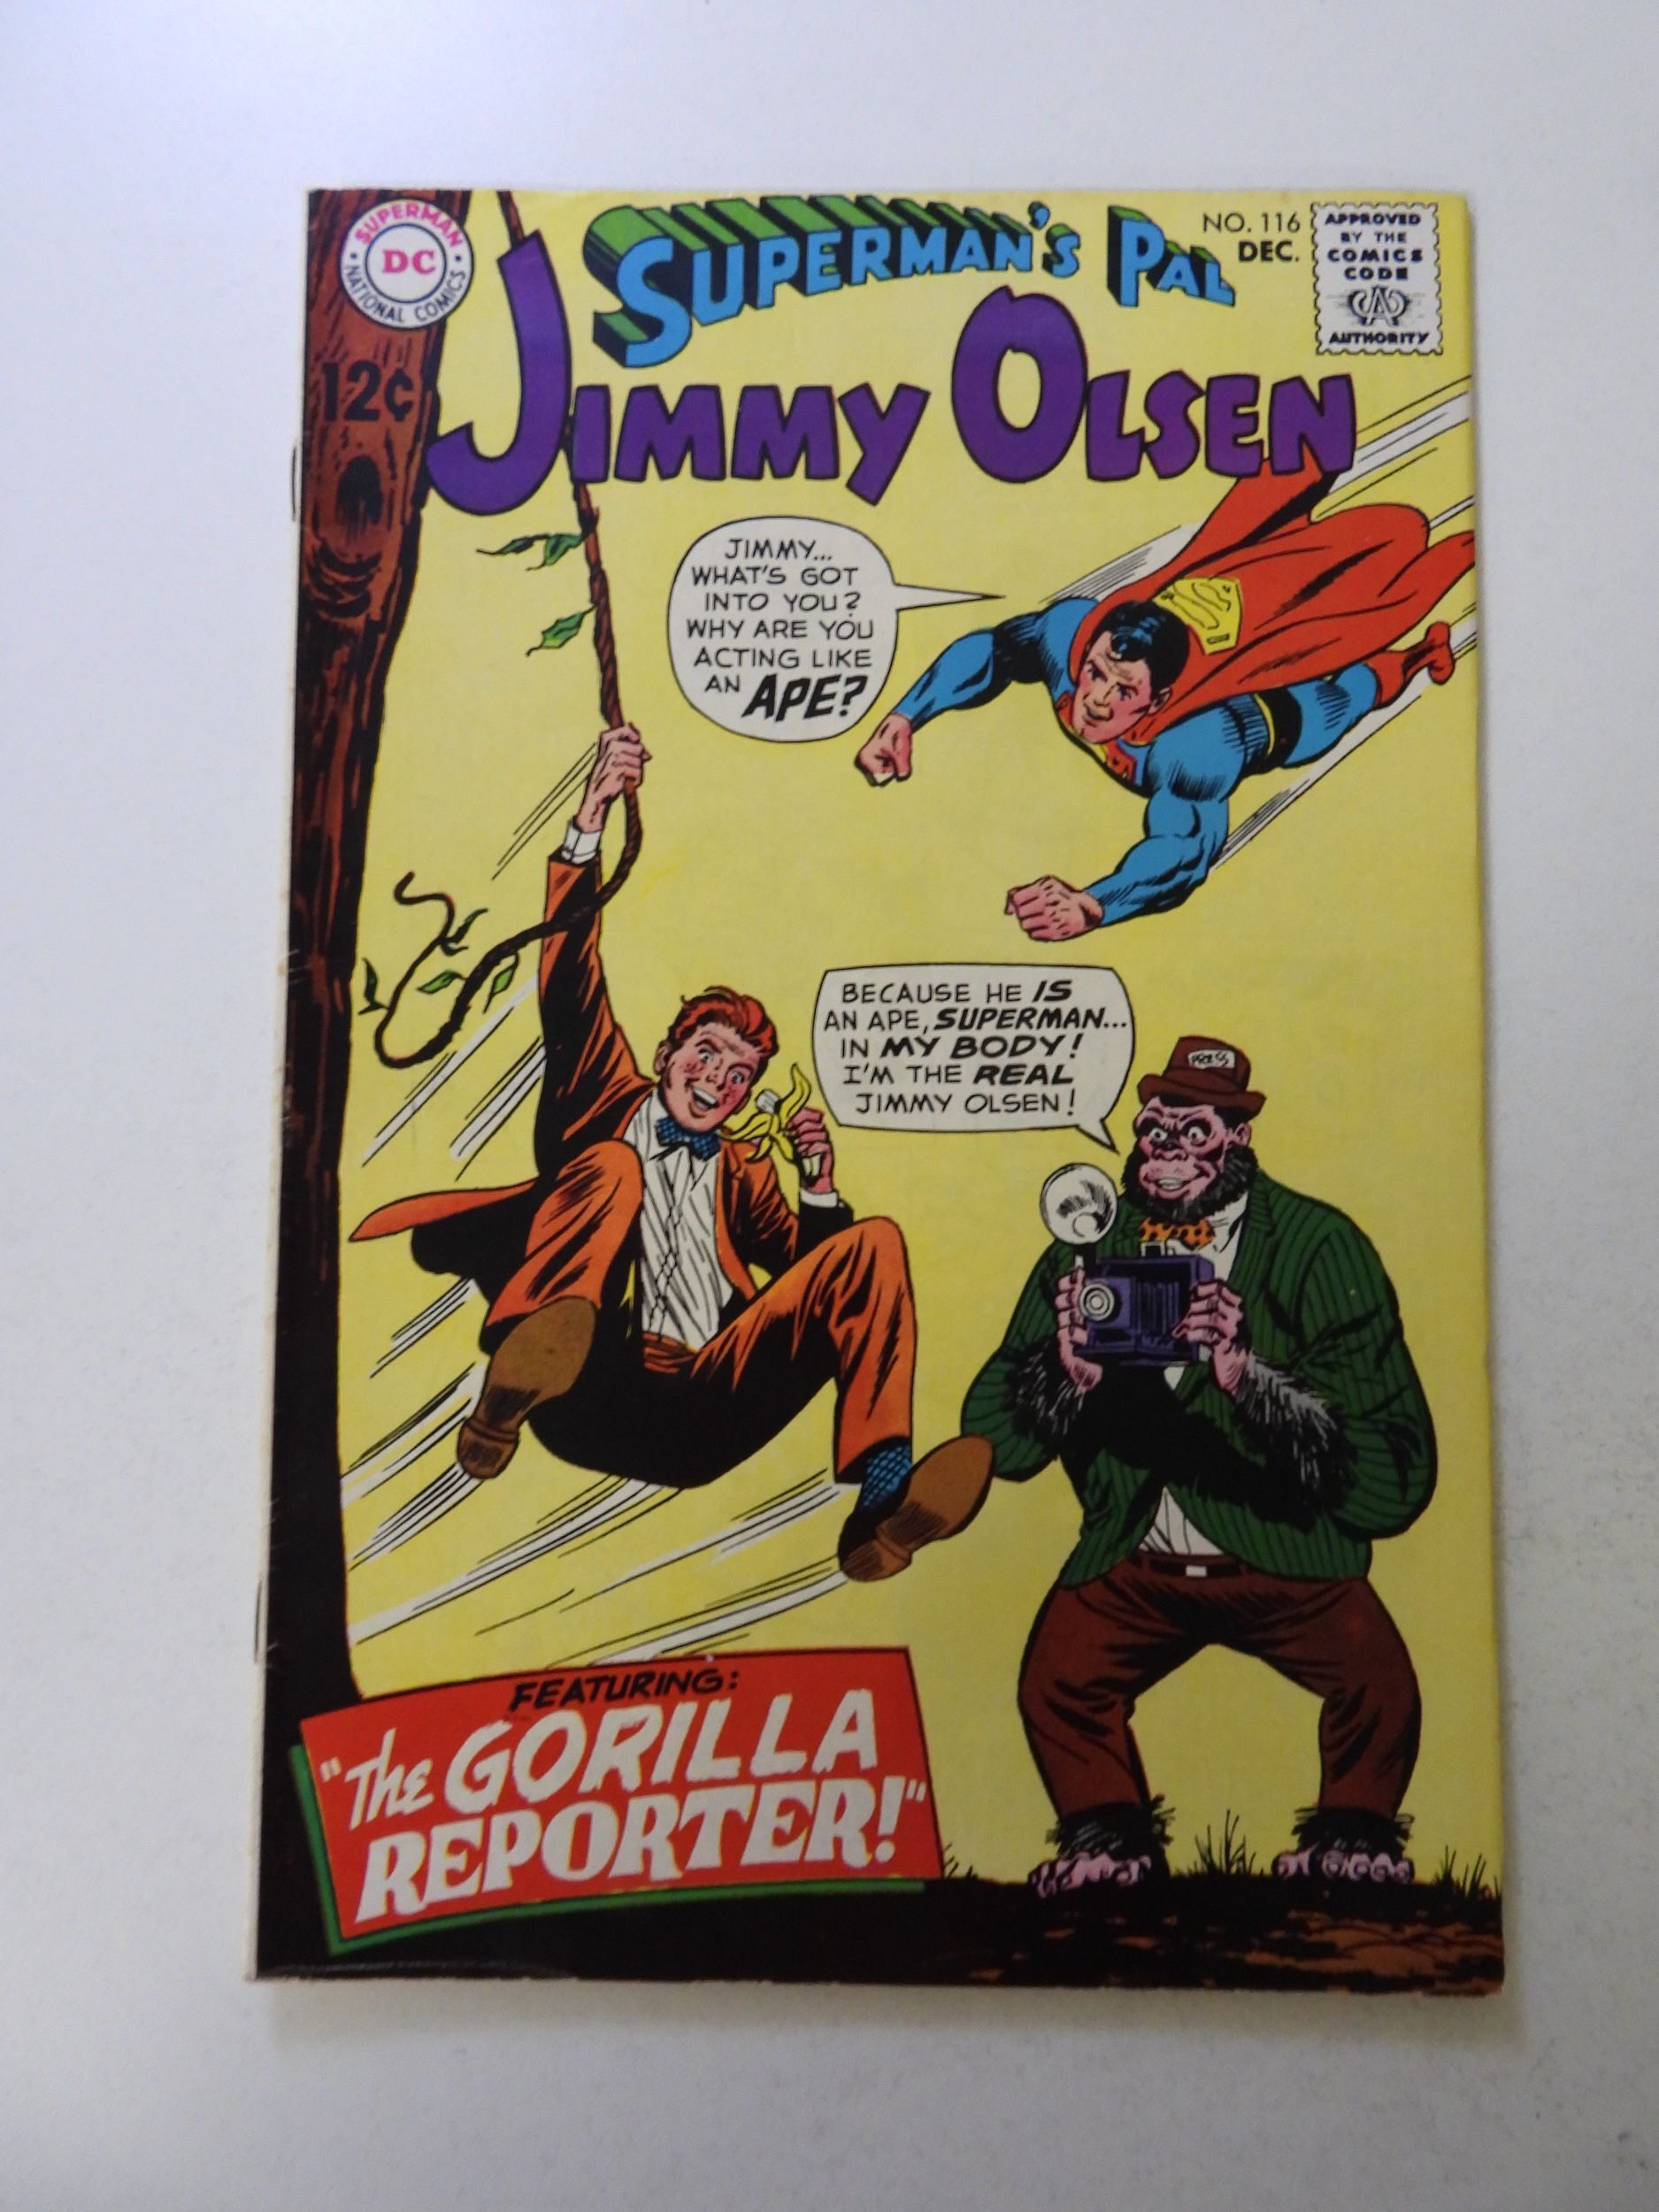 SUPERMAN
DC
NATIONAL COMICS
12¢
SUPERMAN'S PAL
JIMMY OLSEN
NO. 116
DEC.
APPROVED
BY THE
COMICS
CODE
CA
AUTHORITY
JIMMY...
WHAT'S GOT
INTO YOU?
WHY ARE YOU
ACTING LIKE
AN APE?
BECAUSE HE IS
AN APE, SUPERMAN...
IN MY BODY!
I'M THE REAL
JIMMY OLSEN!
PRESS
FEATURING:
"The GORILLA
REPORTER!"